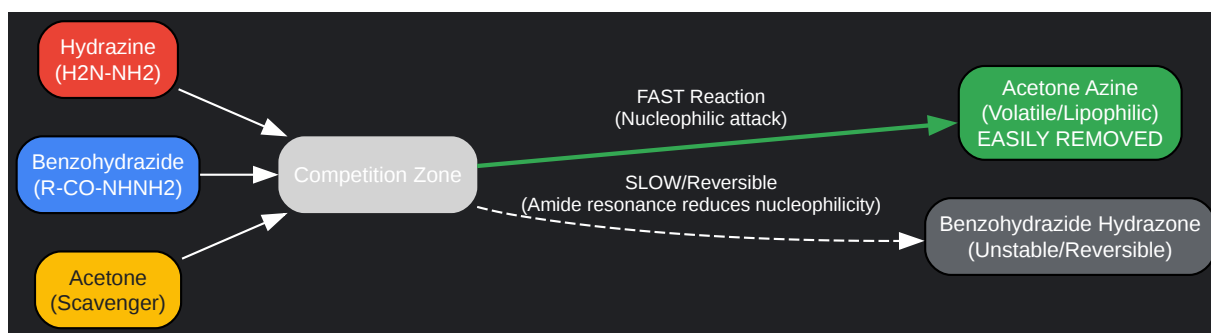 Hydrazine
(H2N-NH2)
Benzohydrazide
(R-CO-NHNH2)
Acetone
(Scavenger)
Competition Zone
FAST Reaction
(Nucleophilic attack)
SLOW/Reversible
(Amide resonance reduces nucleophilicity)
Acetone Azine
(Volatile/Lipophilic)
EASILY REMOVED
Benzohydrazide Hydrazone
(Unstable/Reversible)